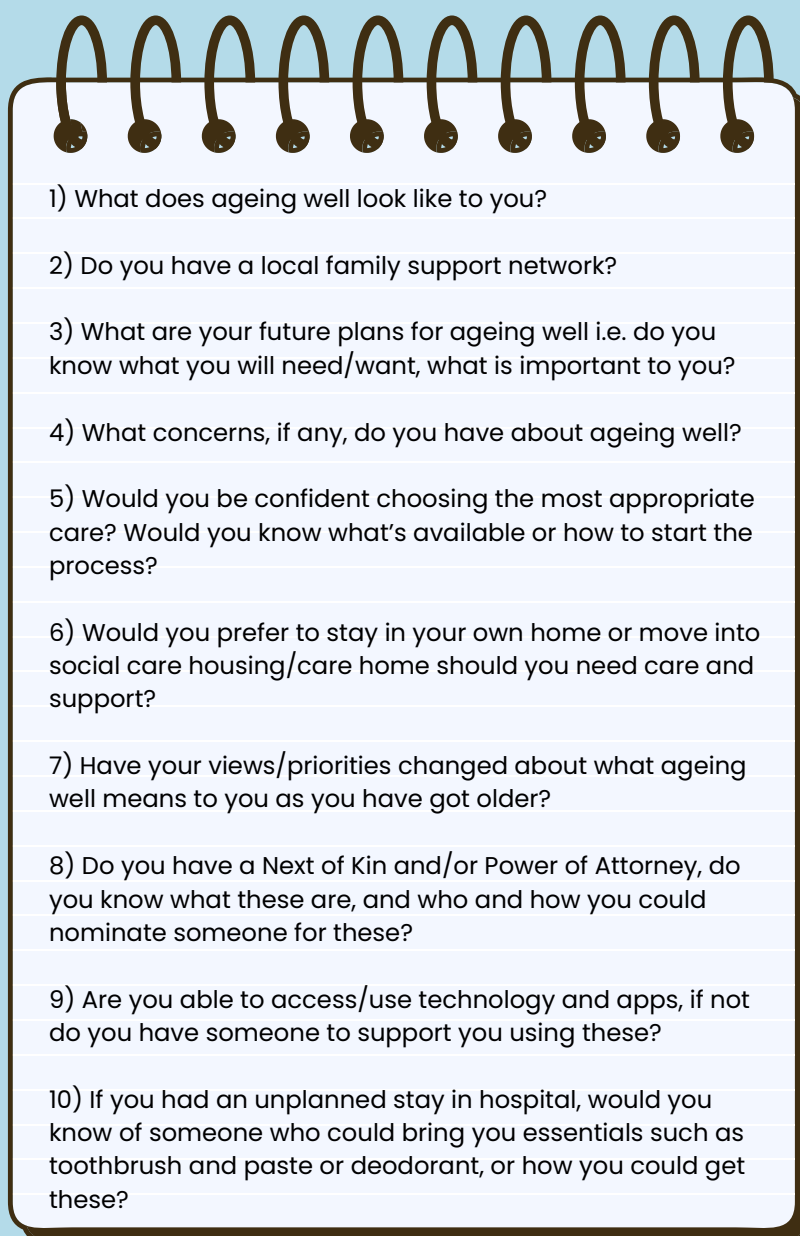 1) What does ageing well look like to you?
2) Do you have a local family support network?
3) What are your future plans for ageing well i.e. do you
know what you will need/want, what is important to you?
4) What concerns, if any, do you have about ageing well?
5) Would you be confident choosing the most appropriate
care? Would you know what’s available or how to start the
process?
6) Would you prefer to stay in your own home or move into
social care housing/care home should you need care and
support?
7) Have your views/priorities changed about what ageing
well means to you as you have got older?
8) Do you have a Next of Kin and/or Power of Attorney, do
you know what these are, and who and how you could
nominate someone for these?
9) Are you able to access/use technology and apps, if not
do you have someone to support you using these?
10) If you had an unplanned stay in hospital, would you
know of someone who could bring you essentials such as
toothbrush and paste or deodorant, or how you could get
these?